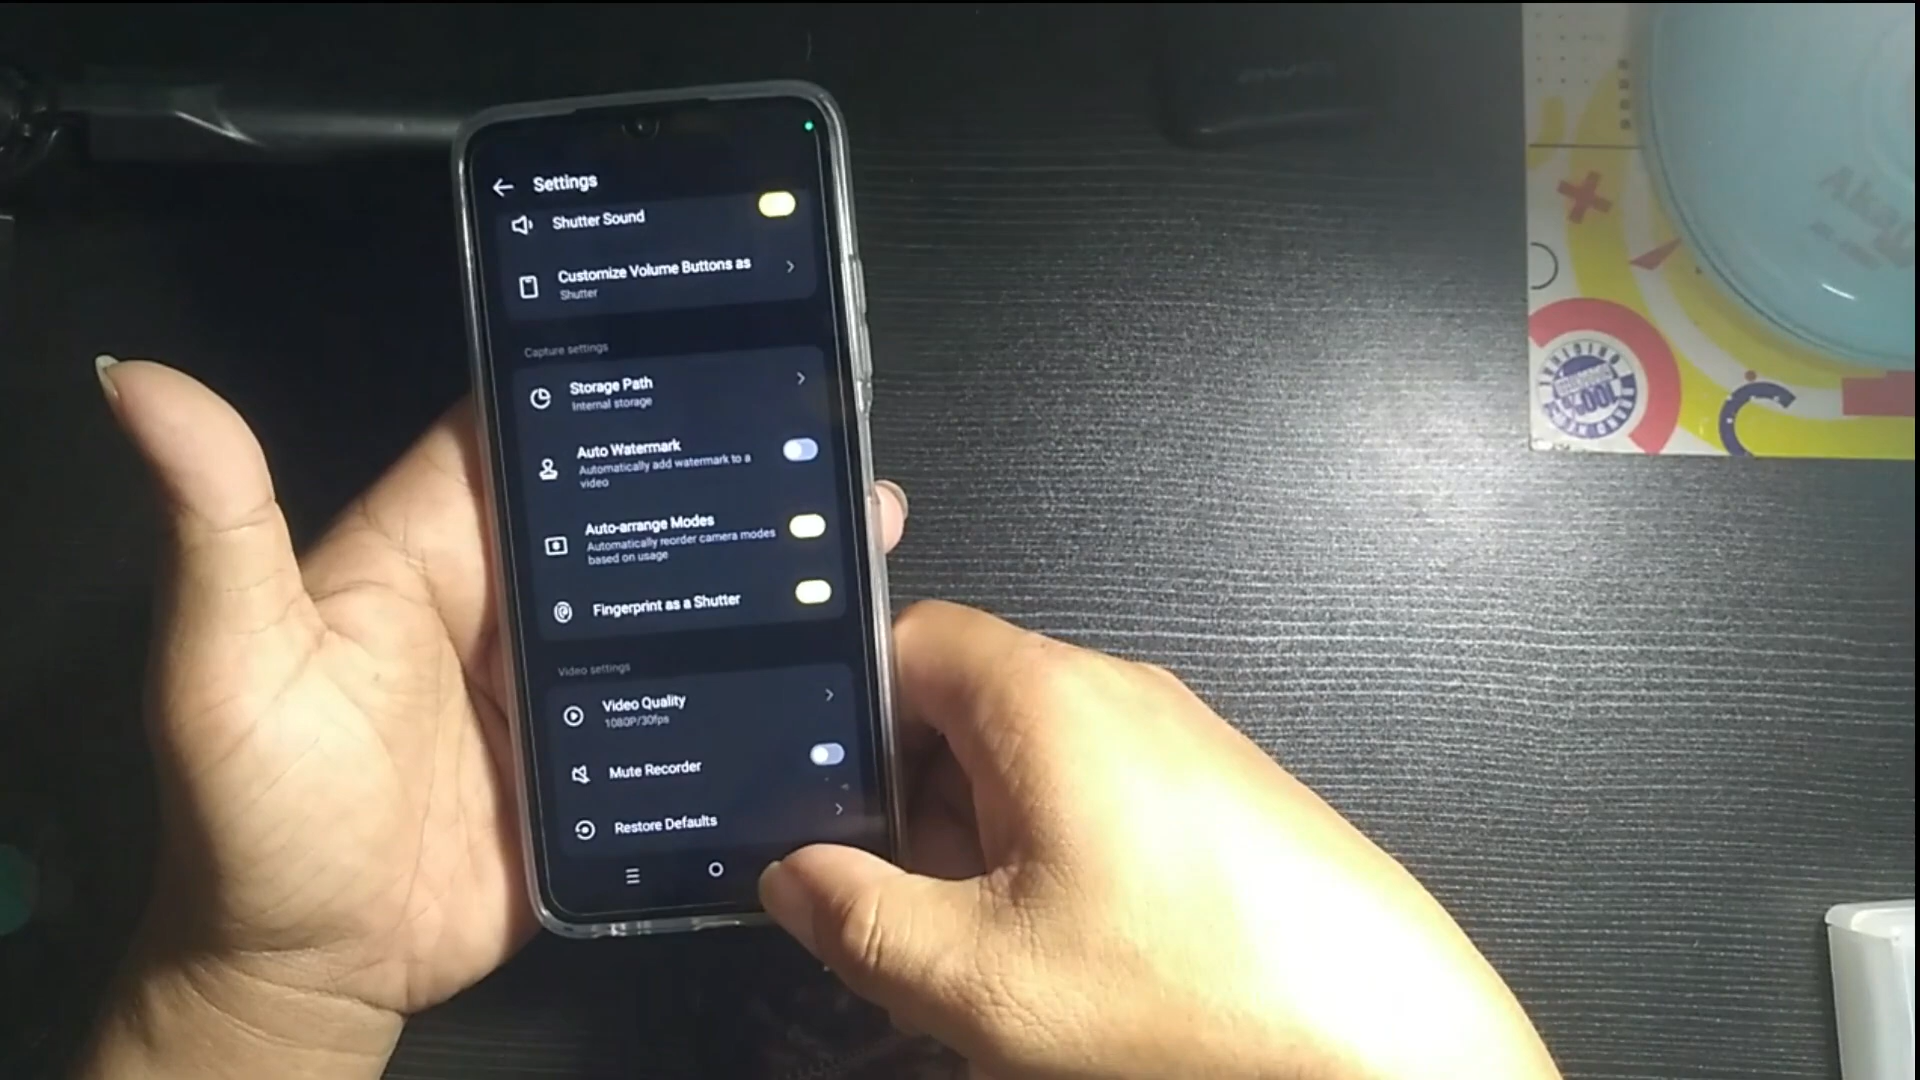 Settings
Shutter Sound
Customize Volume Buttons as
Shutter
Capture settings
Storage Path
Internal storage
Auto Watermark
Automatically add watermark to a
video
Auto-arrange Modes
Automatically reorder camera modes
based on usage
Fingerprint as a Shutter
Video settings
Video Quality
1080P/30fps
Mute Recorder
Restore Defaults